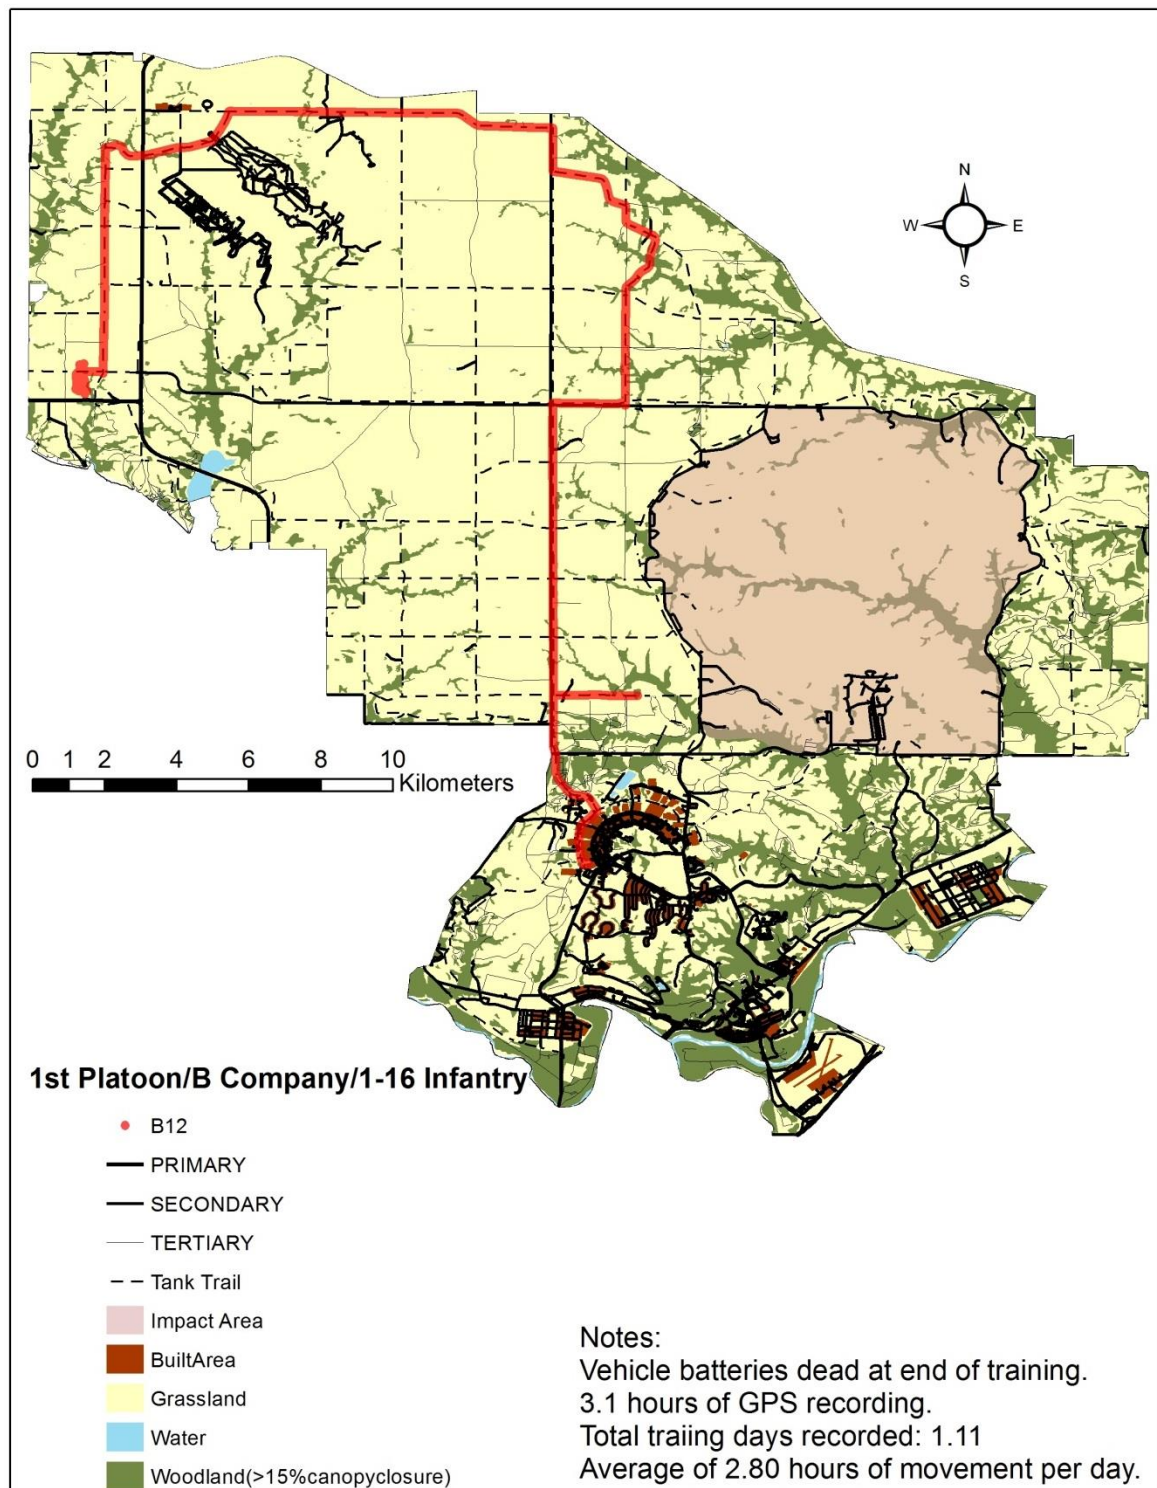 N
W E
S
0 1 2 4 6 8 10
Kilometers
1st Platoon/B Company/1-16 Infantry
B12
PRIMARY
SECONDARY
TERTIARY
Tank Trail
Impact Area
BuiltArea
Grassland
Water
Woodland(>15%canopyclosure)
Notes:
Vehicle batteries dead at end of training.
3.1 hours of GPS recording.
Total traiing days recorded: 1.11
Average of 2.80 hours of movement per day.